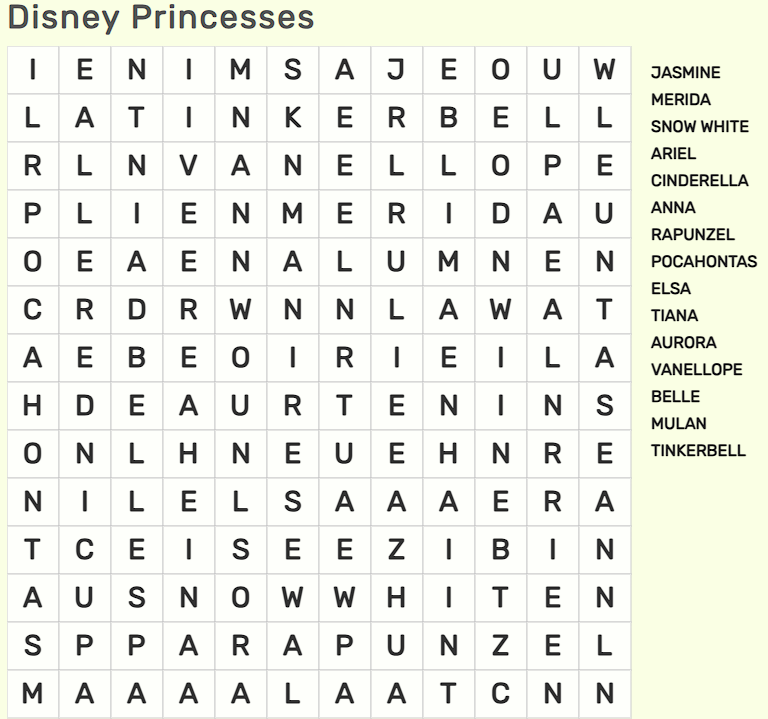 Disney Princesses
I E N I M S A J E O U W
L A T I N K E R B E L L
R L N V A N E L L O P E
P L I E N M E R I D A U
O E A E N A L U M N E N
C R D R W N N L A W A T
A E B E O I R I E I L A
H D E A U R T E N I N S
O N L H N E U E H N R E
N I L E L S A A A E R A
T C E I S E E Z I B I N
A U S N O W W H I T E N
S P P A R A P U N Z E L
M A A A A L A A T C N N
JASMINE
MERIDA
SNOW WHITE
ARIEL
CINDERELLA
ANNA
RAPUNZEL
POCAHONTAS
ELSA
TIANA
AURORA
VANELLOPE
BELLE
MULAN
TINKERBELL